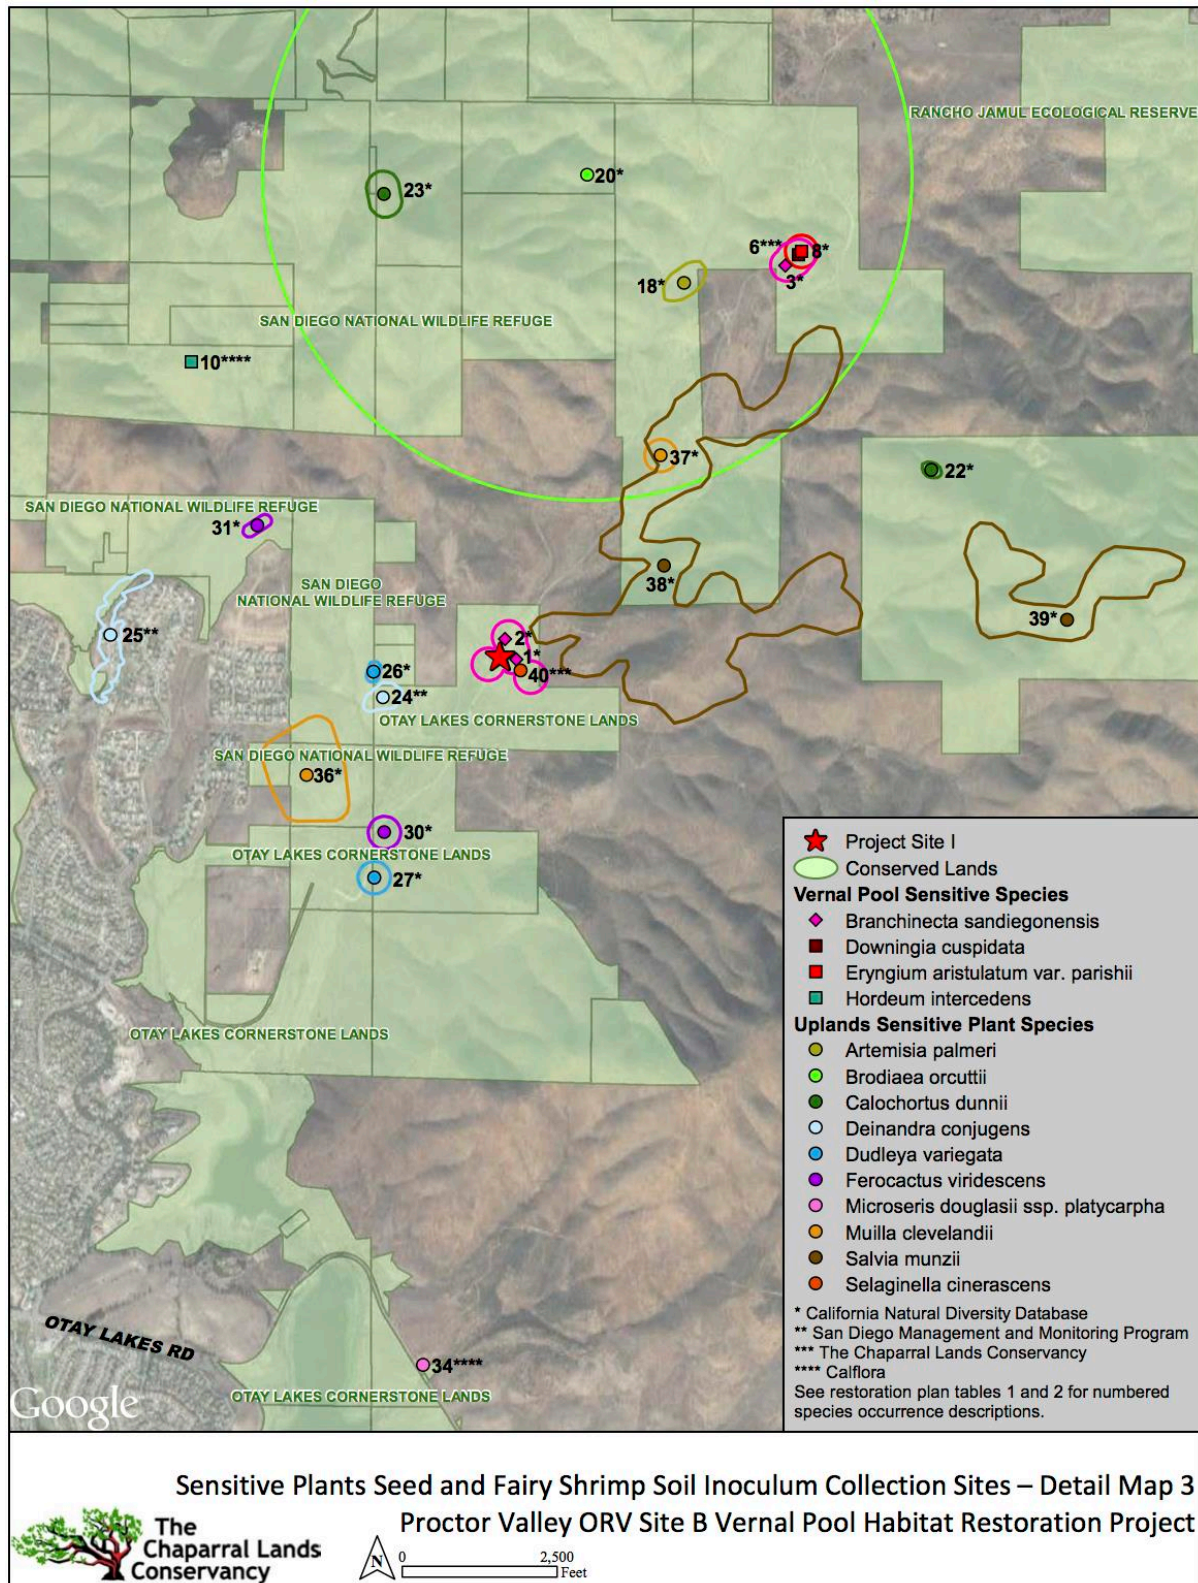 RANCHO JAMUL ECOLOGICAL RESERVE
20*
23*
6***
8*
3*
18*
SAN DIEGO NATIONAL WILDLIFE REFUGE
10****
37*
22*
SAN DIEGO NATIONAL WILDLIFE REFUGE
31*
SAN DIEGO
NATIONAL WILDLIFE REFUGE
38*
39*
25**
2*
1*
26*
40***
24**
OTAY LAKES CORNERSTONE LANDS
SAN DIEGO NATIONAL WILDLIFE REFUGE
36*
30*
OTAY LAKES CORNERSTONE LANDS
27*
OTAY LAKES CORNERSTONE LANDS
OTAY LAKES RD
34****
OTAY LAKES CORNERSTONE LANDS
Google
Project Site I
Conserved Lands
Vernal Pool Sensitive Species
Branchinecta sandiegonensis
Downingia cuspidata
Eryngium aristulatum var. parishii
Hordeum intercedens
Uplands Sensitive Plant Species
Artemisia palmeri
Brodiaea orcuttii
Calochortus dunnii
Deinandra conjugens
Dudleya variegata
Ferocactus viridescens
Microseris douglasii ssp. platycarpha
Muilla clevelandii
Salvia munzii
Selaginella cinerascens
* California Natural Diversity Database
** San Diego Management and Monitoring Program
*** The Chaparral Lands Conservancy
**** Calflora
See restoration plan tables 1 and 2 for numbered
species occurrence descriptions.
Sensitive Plants Seed and Fairy Shrimp Soil Inoculum Collection Sites – Detail Map 3
Proctor Valley ORV Site B Vernal Pool Habitat Restoration Project
The
Chaparral Lands
Conservancy
N
0 2,500
Feet